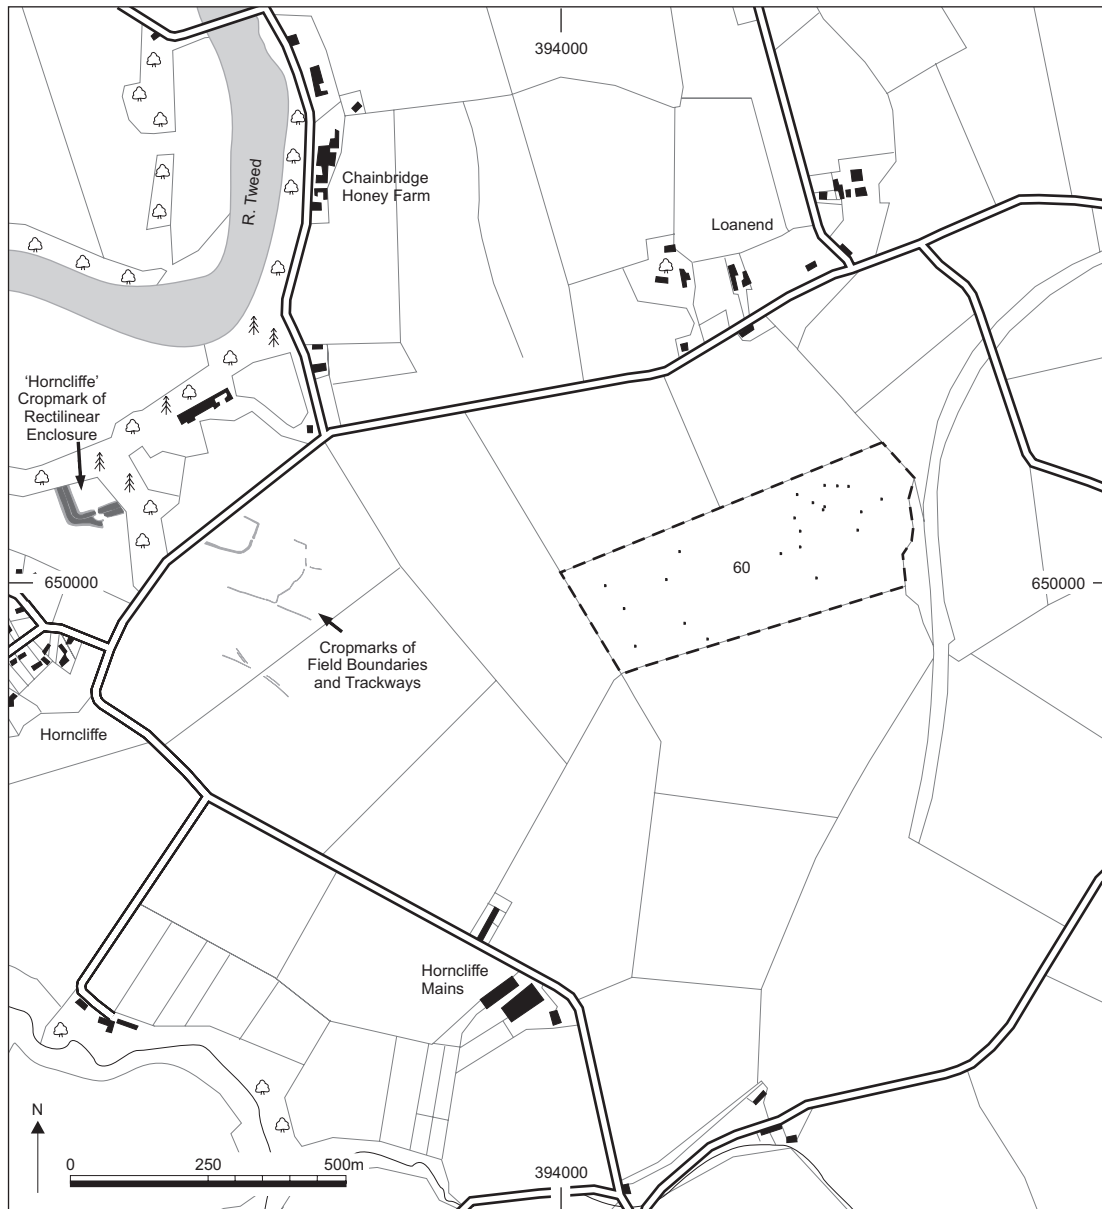 394000
R. Tweed
Chainbridge
Honey Farm
Loanend
‘Horncliffe’
Cropmark of
Rectilinear
Enclosure
60
650000
650000
Cropmarks of
Field Boundaries
and Trackways
Horncliffe
Horncliffe
Mains
N
0 250 500m
394000